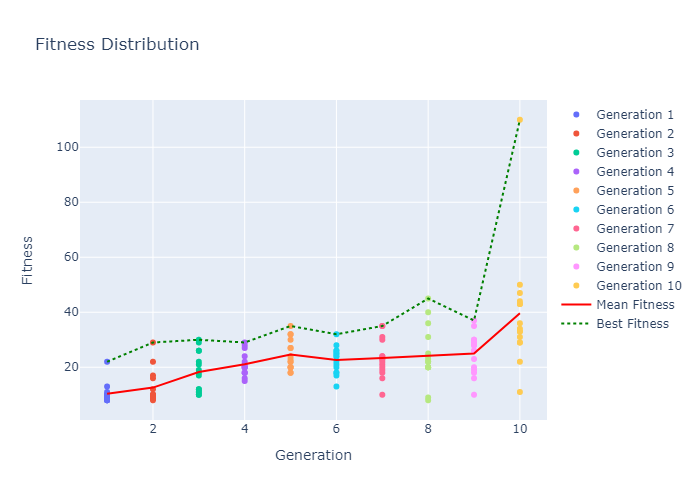 Fitness Distribution
Fitness
100
80
60
40
20
2
4
6
8
10
Generation
Generation 1
Generation 2
Generation 3
Generation 4
Generation 5
Generation 6
Generation 7
Generation 8
Generation 9
Generation 10
Mean Fitness
Best Fitness